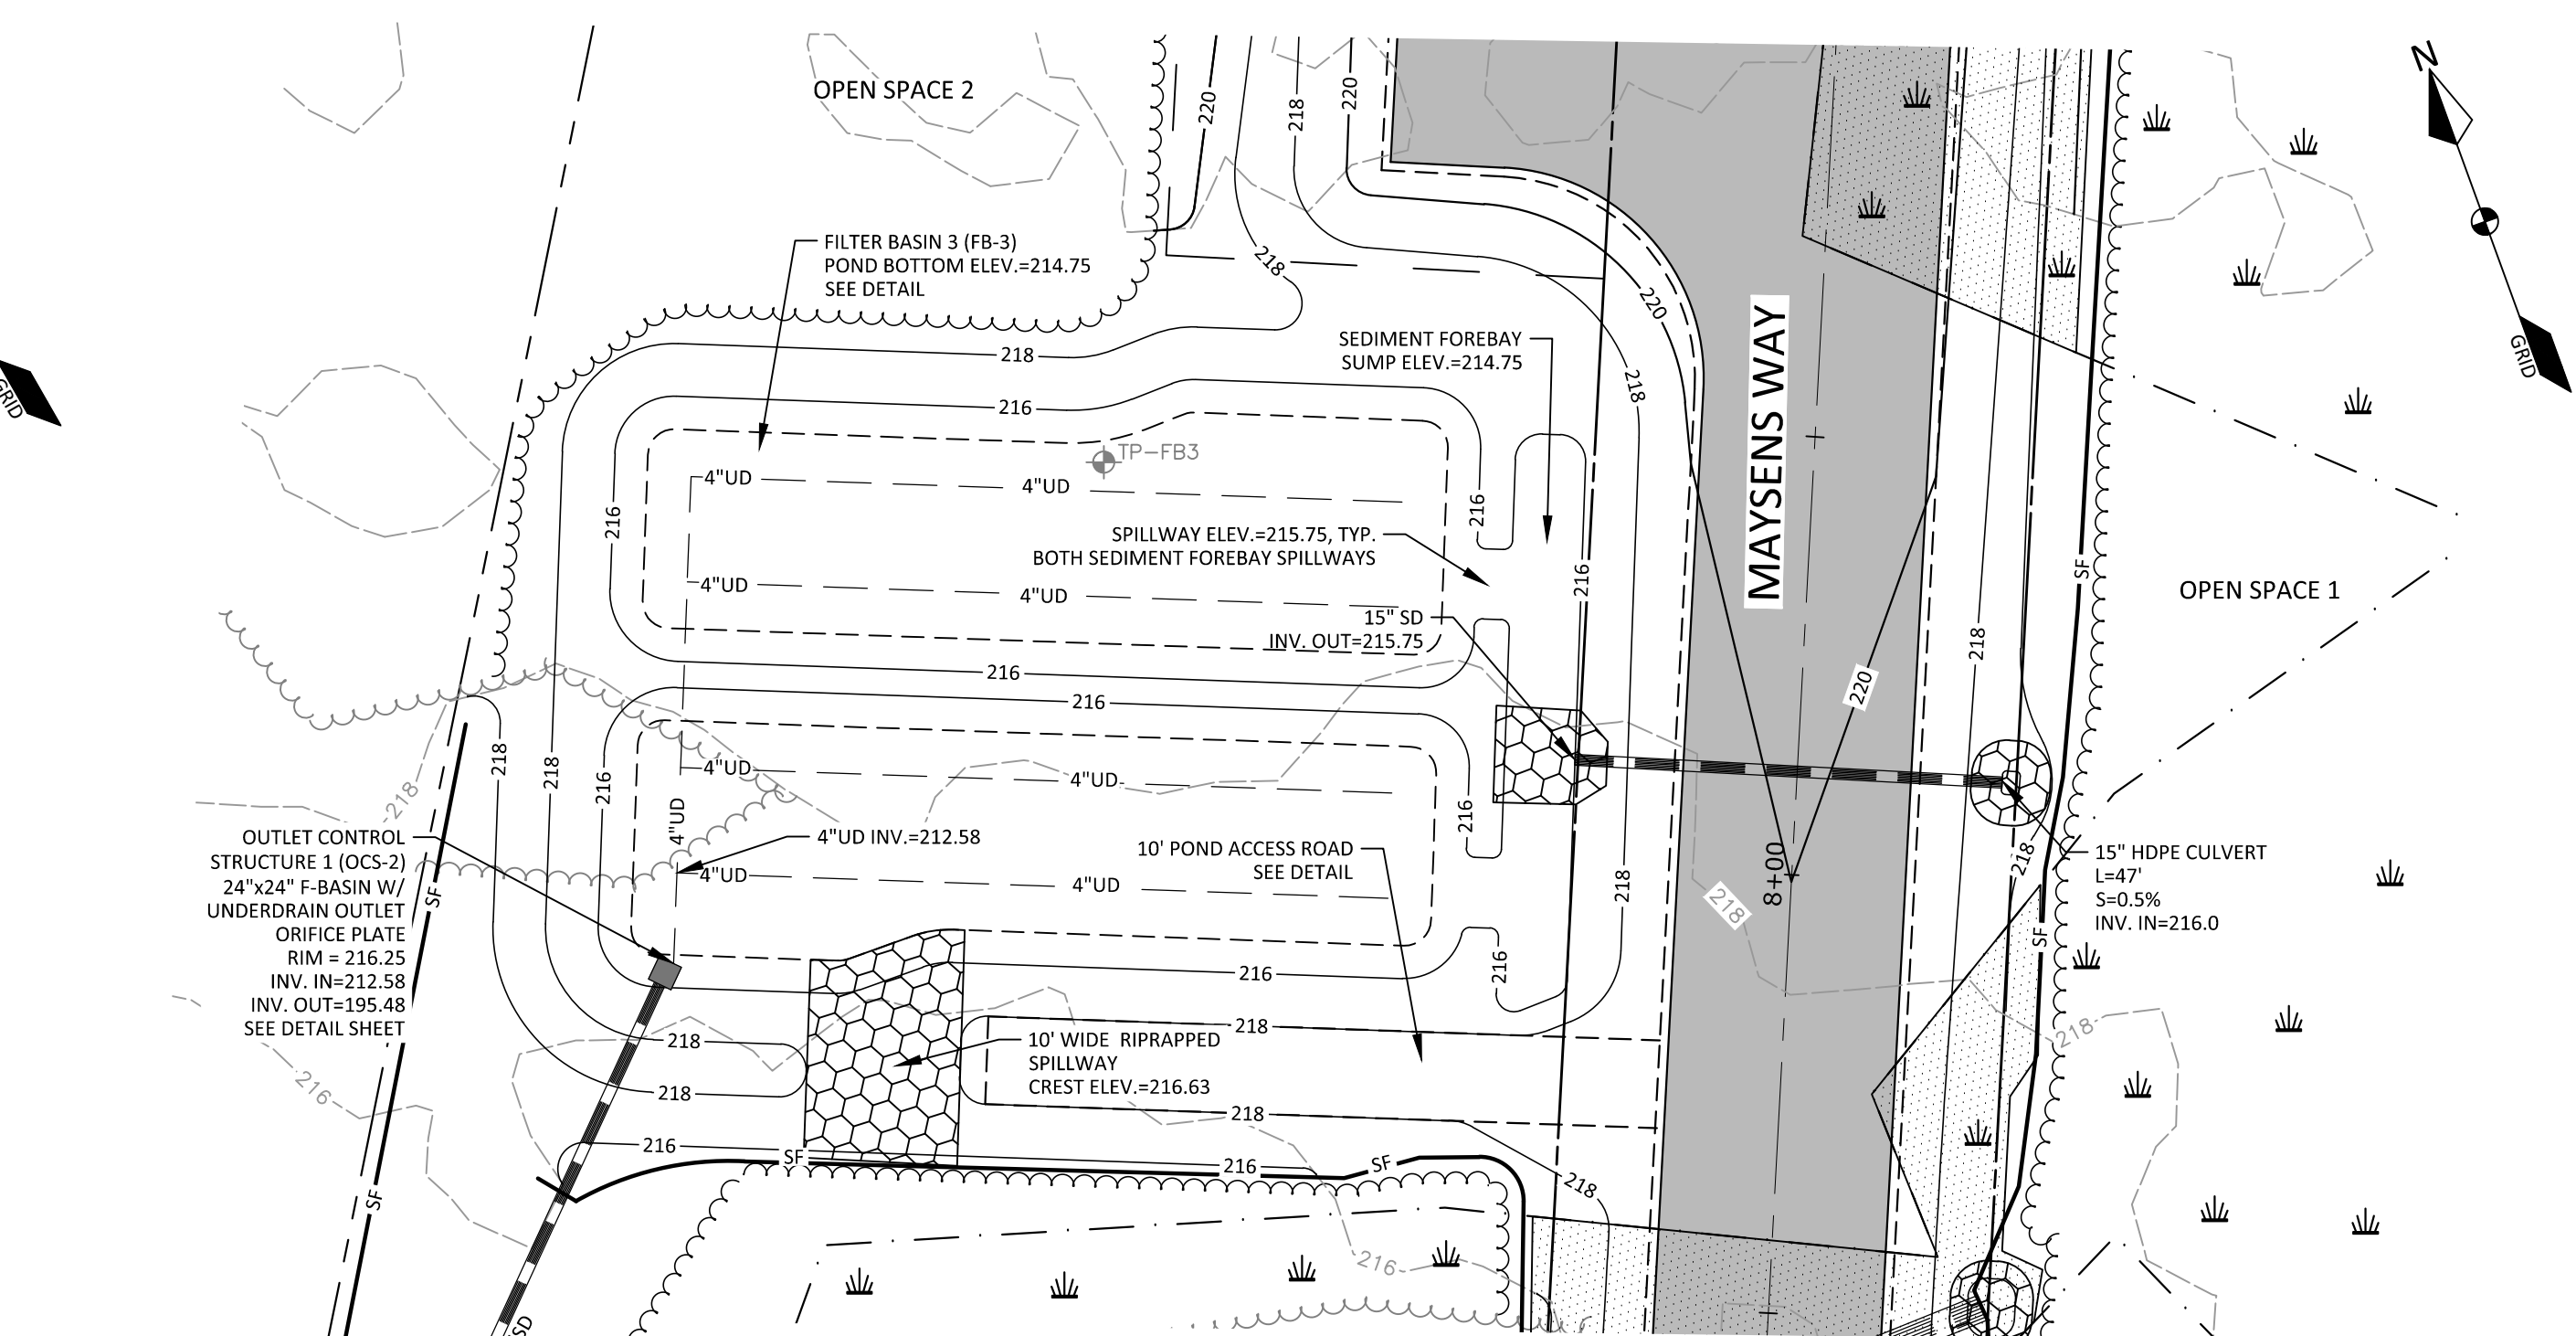 OPEN SPACE 2
220
218
220
N
GRID
GRID
FILTER BASIN 3 (FB-3)
POND BOTTOM ELEV.=214.75
SEE DETAIL
218
220
SEDIMENT FOREBAY
SUMP ELEV.=214.75
MAYSENS WAY
218
218
216
TP-FB3
4"UD
4"UD
216
216
SPILLWAY ELEV.=215.75, TYP.
BOTH SEDIMENT FOREBAY SPILLWAYS
216
SF
OPEN SPACE 1
4"UD
4"UD
15" SD
INV. OUT=215.75
218
216
216
220
218
218
216
4"UD
4"UD
218
4"UD
216
OUTLET CONTROL
STRUCTURE 1 (OCS-2)
24"x24" F-BASIN W/
UNDERDRAIN OUTLET
ORIFICE PLATE
RIM = 216.25
INV. IN=212.58
INV. OUT=195.48
SEE DETAIL SHEET
4"UD INV.=212.58
10' POND ACCESS ROAD
SEE DETAIL
4"UD
4"UD
218
218
8+00
218
15" HDPE CULVERT
L=47'
S=0.5%
INV. IN=216.0
SF
SF
216
216
218
218
218
10' WIDE RIPRAPPED
SPILLWAY
CREST ELEV.=216.63
216
218
218
216
SF
216
SF
218
SF
216
SD